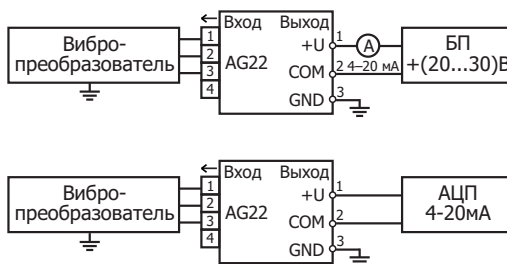 Вибро-
преобразователь
←
1
2
3
4
Вход
Выход
AG22
+U
COM
GND
1
2
3
A
4–20 мА
БП
+(20...30)В
Вибро-
преобразователь
←
1
2
3
4
Вход
Выход
AG22
+U
COM
GND
1
2
3
АЦП
4-20мА